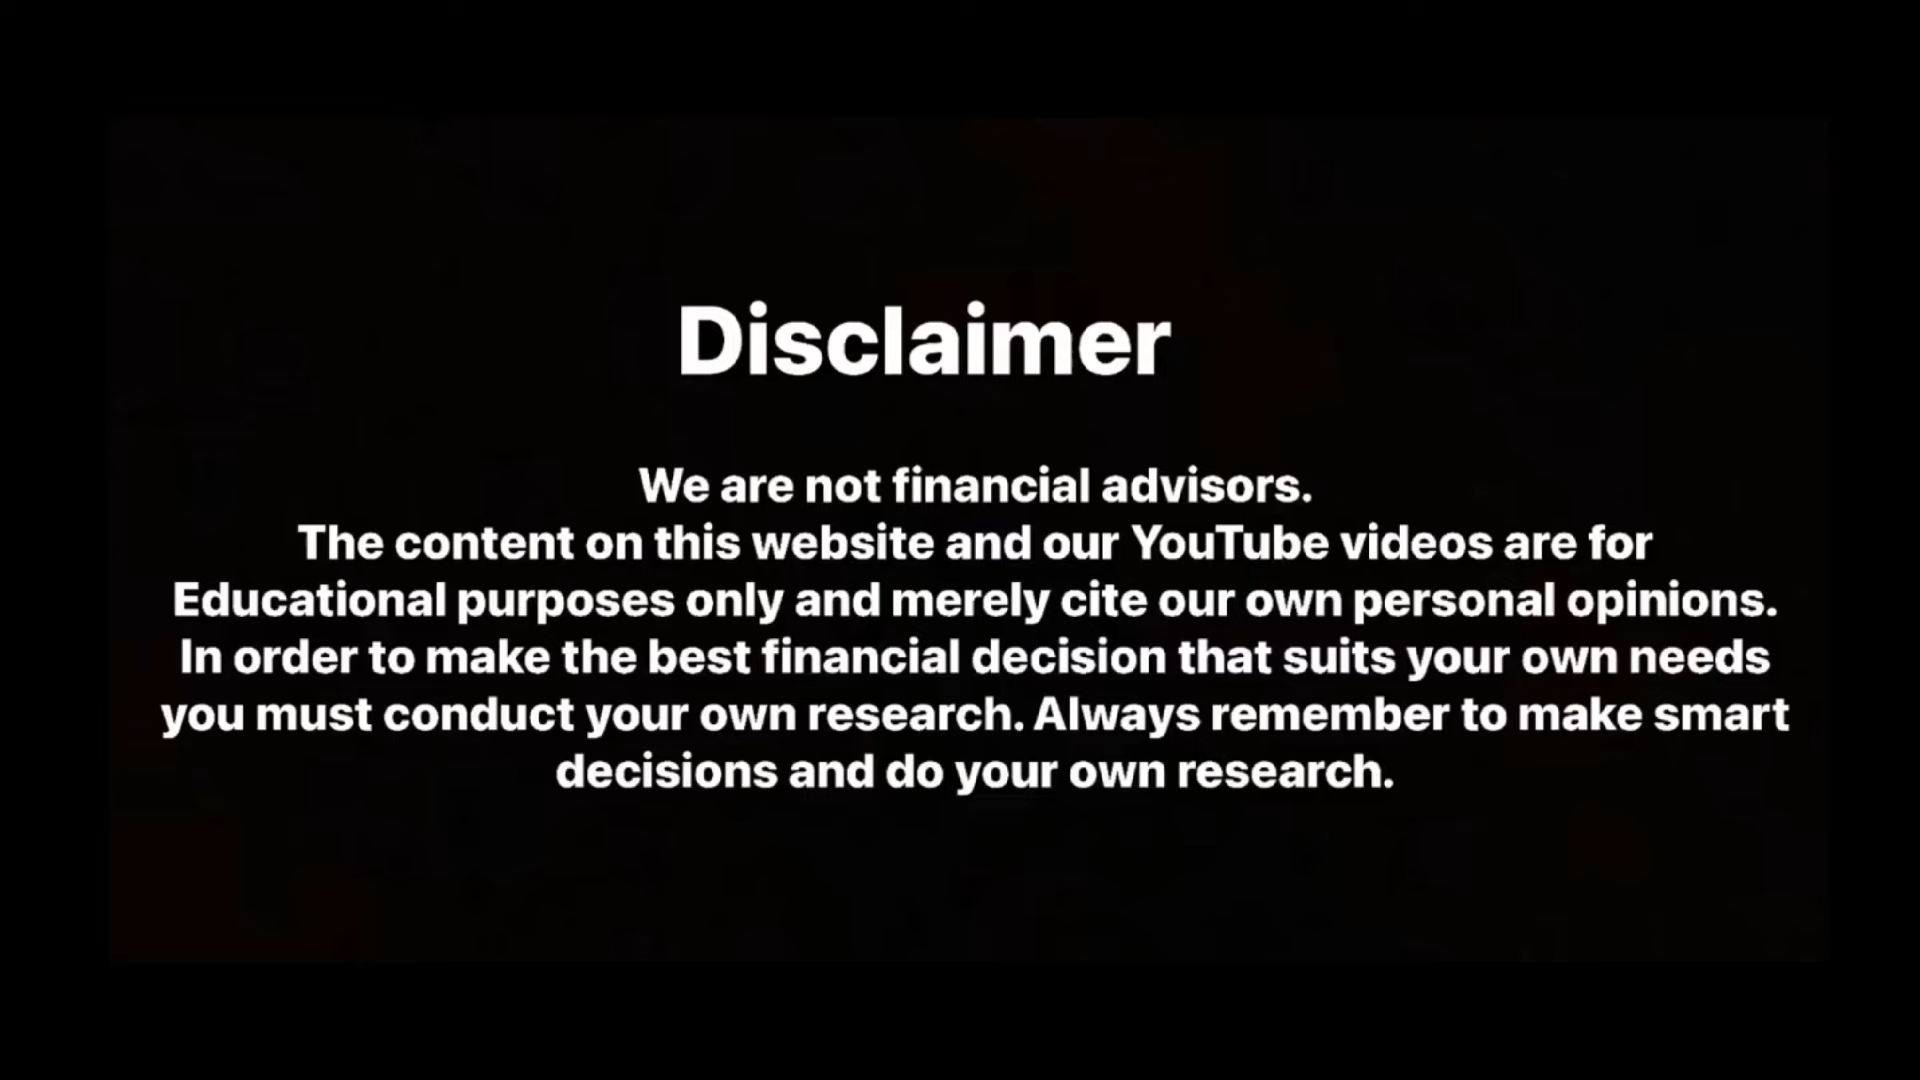 Disclaimer
We are not financial advisors.
The content on this website and our YouTube videos are for
Educational purposes only and merely cite our own personal opinions.
In order to make the best financial decision that suits your own needs
you must conduct your own research. Always remember to make smart
decisions and do your own research.